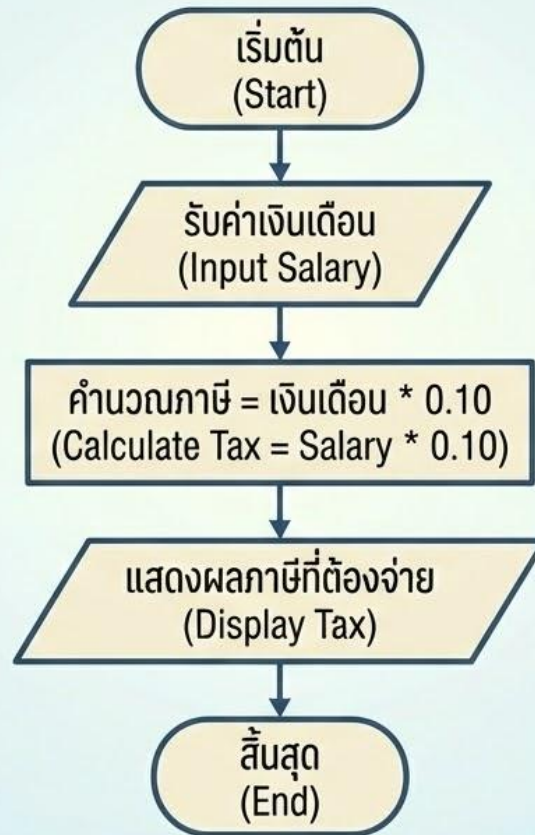 เริ่มต้น
(Start)
รับค่าเงินเดือน
(Input Salary)
คำนวณภาษี = เงินเดือน * 0.10
(Calculate Tax = Salary * 0.10)
แสดงผลภาษีที่ต้องจ่าย
(Display Tax)
สิ้นสุด
(End)